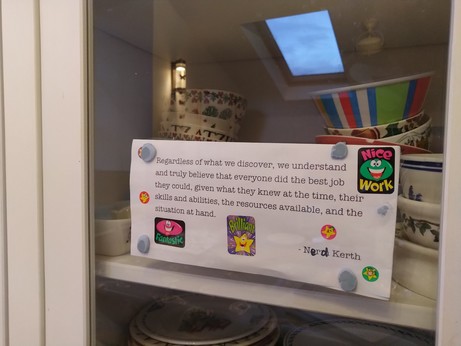 Regardless of what we discover, we understand
and truly believe that everyone did the best job
they could, given what they knew at the time, their
skills and abilities, the resources available, and the
situation at hand.
- Nerd Kerth
Nice
Work
Fantastic
Brilliant